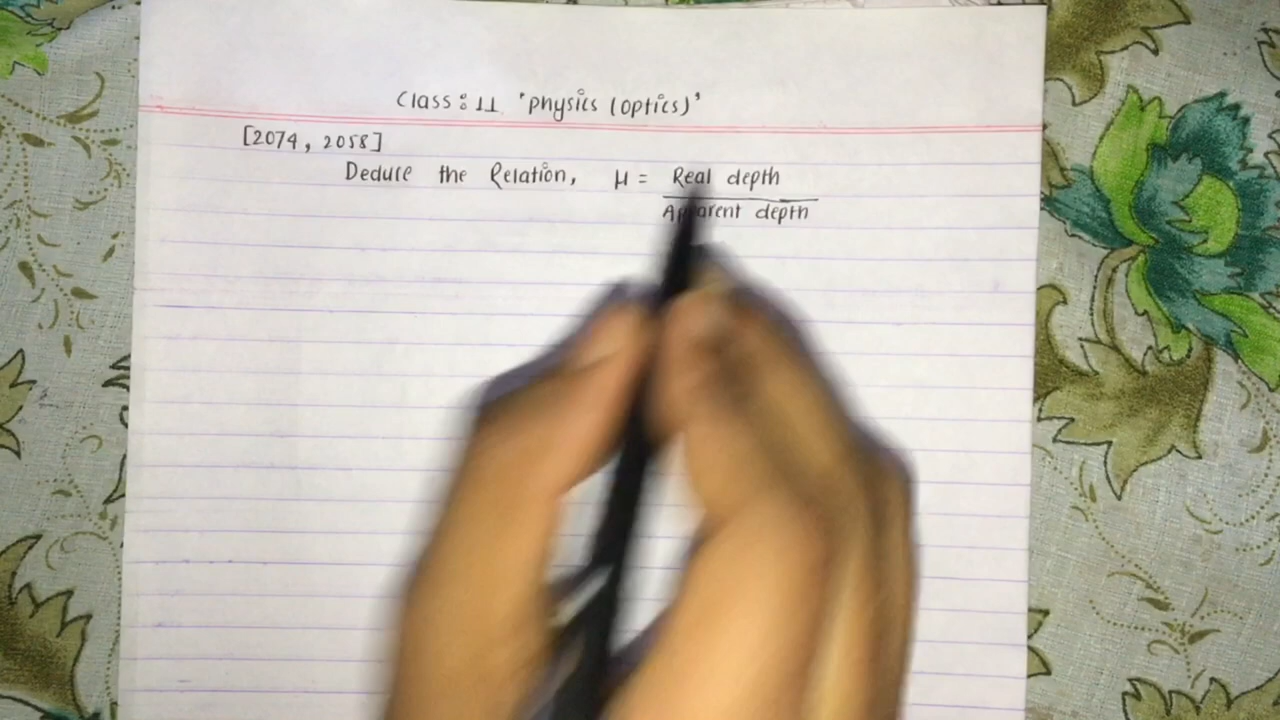 Class : 11 'physics (optics)'
[2074, 2058]
Deduce the Relation, μ = Real depth
Apparent depth